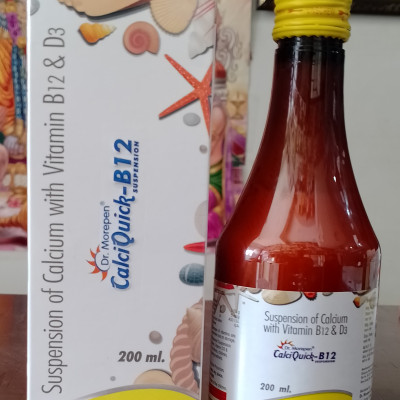 Suspension of Calcium with Vitamin B12 & D3
Dr. Morepen®
CalciQuick-B12
SUSPENSION
200 ml.
Suspension of Calcium
with Vitamin B12 & D3
Dr. Morepen®
CalciQuick-B12
SUSPENSION
200 ml.